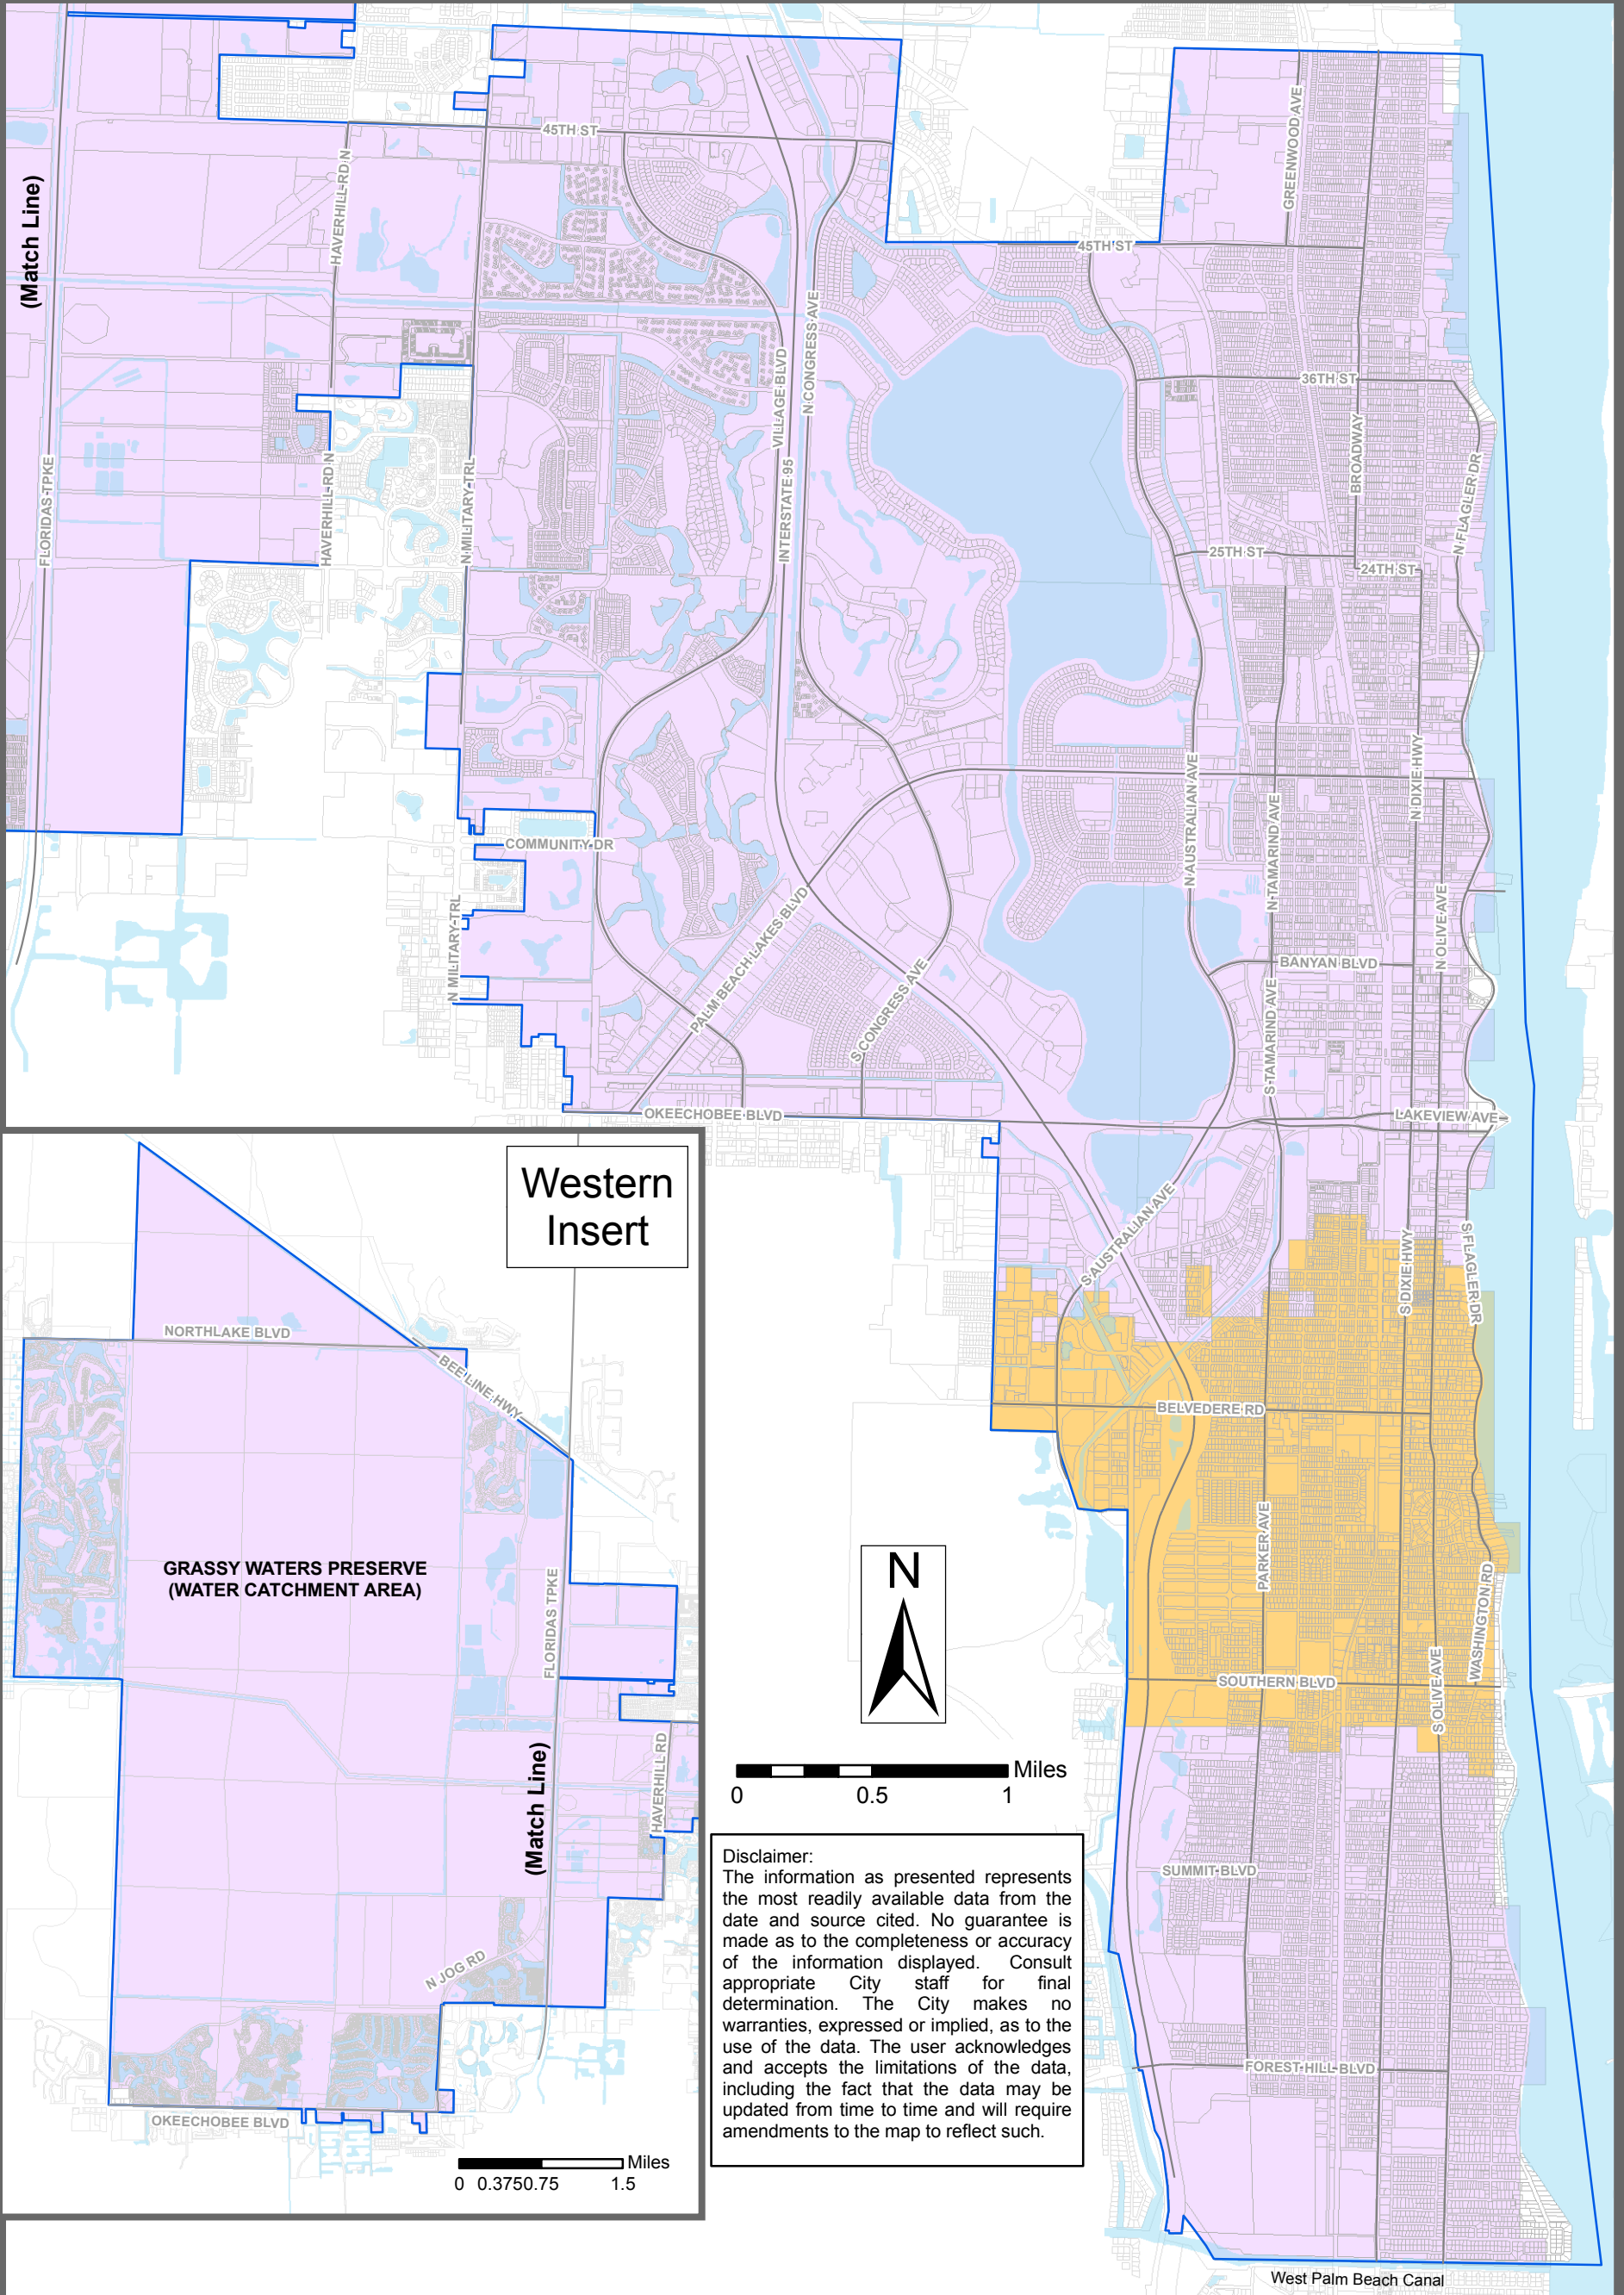 45TH ST
GREENWOOD AVE
(Match Line)
HAVERHILL RD N
45TH ST
N CONGRESS AVE
VILLAGE BLVD
36TH ST
BROADWAY
N FLAGLER DR
FLORIDAS TPKE
HAVERHILL RD N
N MILITARY TRL
INTERSTATE 95
25TH ST
24TH ST
N DIXIE HWY
N AUSTRALIAN AVE
N TAMARIND AVE
COMMUNITY DR
N MILITARY TRL
PALM BEACH LAKES BLVD
N OLIVE AVE
BANYAN BLVD
S CONGRESS AVE
S TAMARIND AVE
OKEECHOBEE BLVD
LAKEVIEW AVE
S AUSTRALIAN AVE
S DIXIE HWY
S FLAGLER DR
BELVEDERE RD
PARKER AVE
WASHINGTON RD
SOUTHERN BLVD
S OLIVE AVE
SUMMIT BLVD
FOREST HILL BLVD
West Palm Beach Canal
Western
Insert
NORTHLAKE BLVD
BEE LINE HWY
GRASSY WATERS PRESERVE
(WATER CATCHMENT AREA)
FLORIDAS TPKE
(Match Line)
HAVERHILL RD
N JOG RD
OKEECHOBEE BLVD
Miles
0 0.375 0.75 1.5
N
Miles
0 0.5 1
Disclaimer:
The information as presented represents
the most readily available data from the
date and source cited. No guarantee is
made as to the completeness or accuracy
of the information displayed. Consult
appropriate City staff for final
determination. The City makes no
warranties, expressed or implied, as to the
use of the data. The user acknowledges
and accepts the limitations of the data,
including the fact that the data may be
updated from time to time and will require
amendments to the map to reflect such.